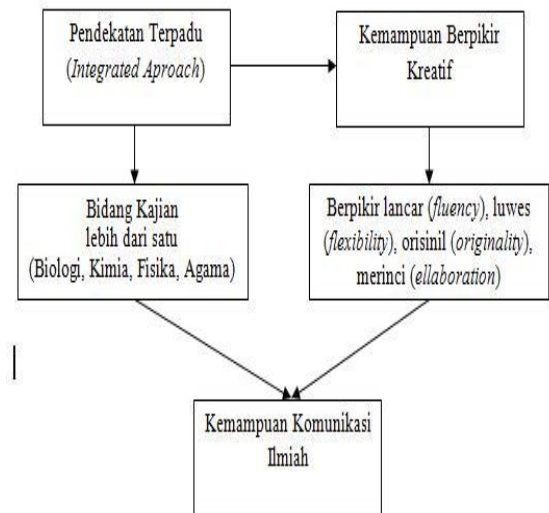 Pendekatan Terpadu
(Integrated Aproach)
Kemampuan Berpikir
Kreatif
Bidang Kajian
lebih dari satu
(Biologi, Kimia, Fisika, Agama)
Berpikir lancar (fluency), luwes
(flexibility), orisinil (originality),
merinci (ellaboration)
Kemampuan Komunikasi
Ilmiah